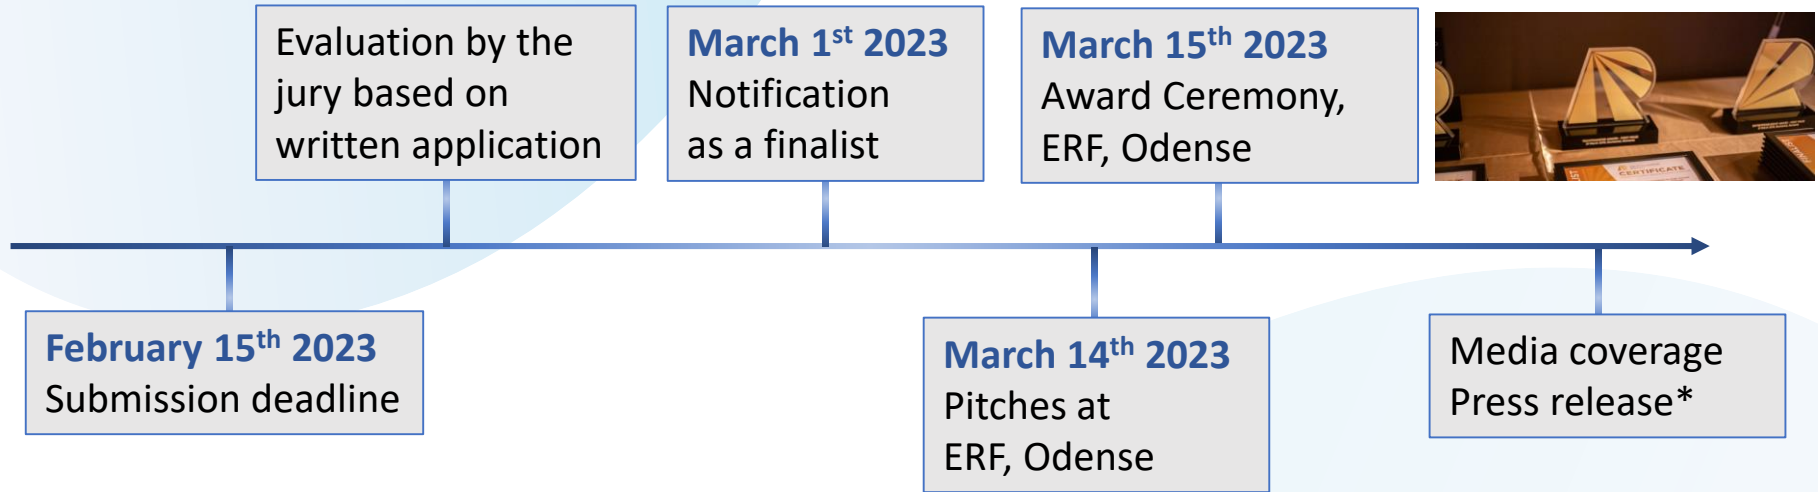 Evaluation by the
jury based on
written application
March 1st 2023
Notification
as a finalist
March 15th 2023
Award Ceremony,
ERF, Odense
CERTIFICATE
February 15th 2023
Submission deadline
March 14th 2023
Pitches at
ERF, Odense
Media coverage
Press release*